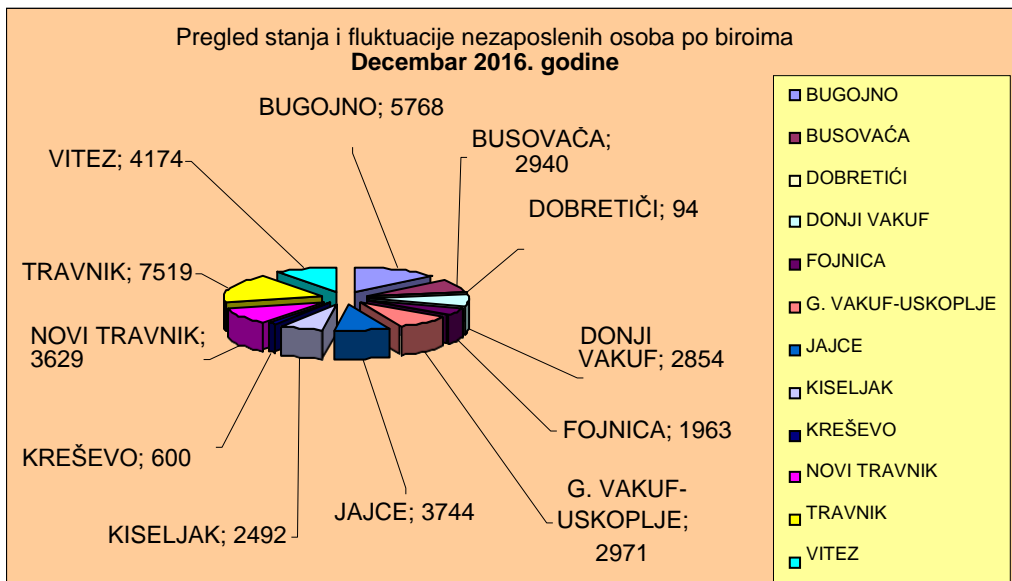 Pregled stanja i fluktuacije nezaposlenih osoba po biroima
Decembar 2016. godine
BUGOJNO; 5768
BUSOVAČA;
2940
DOBRETIČI; 94
DONJI
VAKUF; 2854
FOJNICA; 1963
G. VAKUF-
USKOPLJE;
2971
JAJCE; 3744
KISELJAK; 2492
KREŠEVO; 600
NOVI TRAVNIK;
3629
TRAVNIK; 7519
VITEZ; 4174
BUGOJNO
BUSOVAĆA
DOBRETIĆI
DONJI VAKUF
FOJNICA
G. VAKUF-USKOPLJE
JAJCE
KISELJAK
KREŠEVO
NOVI TRAVNIK
TRAVNIK
VITEZ